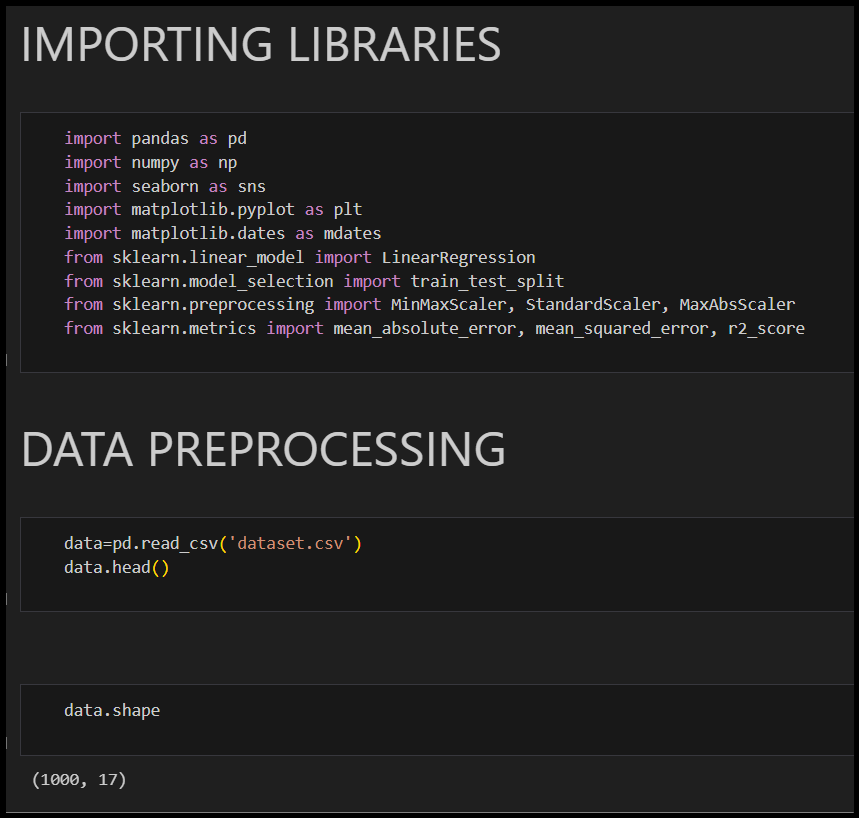 IMPORTING LIBRARIES
import pandas as pd
import numpy as np
import seaborn as sns
import matplotlib.pyplot as plt
import matplotlib.dates as mdates
from sklearn.linear_model import LinearRegression
from sklearn.model_selection import train_test_split
from sklearn.preprocessing import MinMaxScaler, StandardScaler, MaxAbsScaler
from sklearn.metrics import mean_absolute_error, mean_squared_error, r2_score
DATA PREPROCESSING
data=pd.read_csv('dataset.csv')
data.head()
data.shape
(1000, 17)